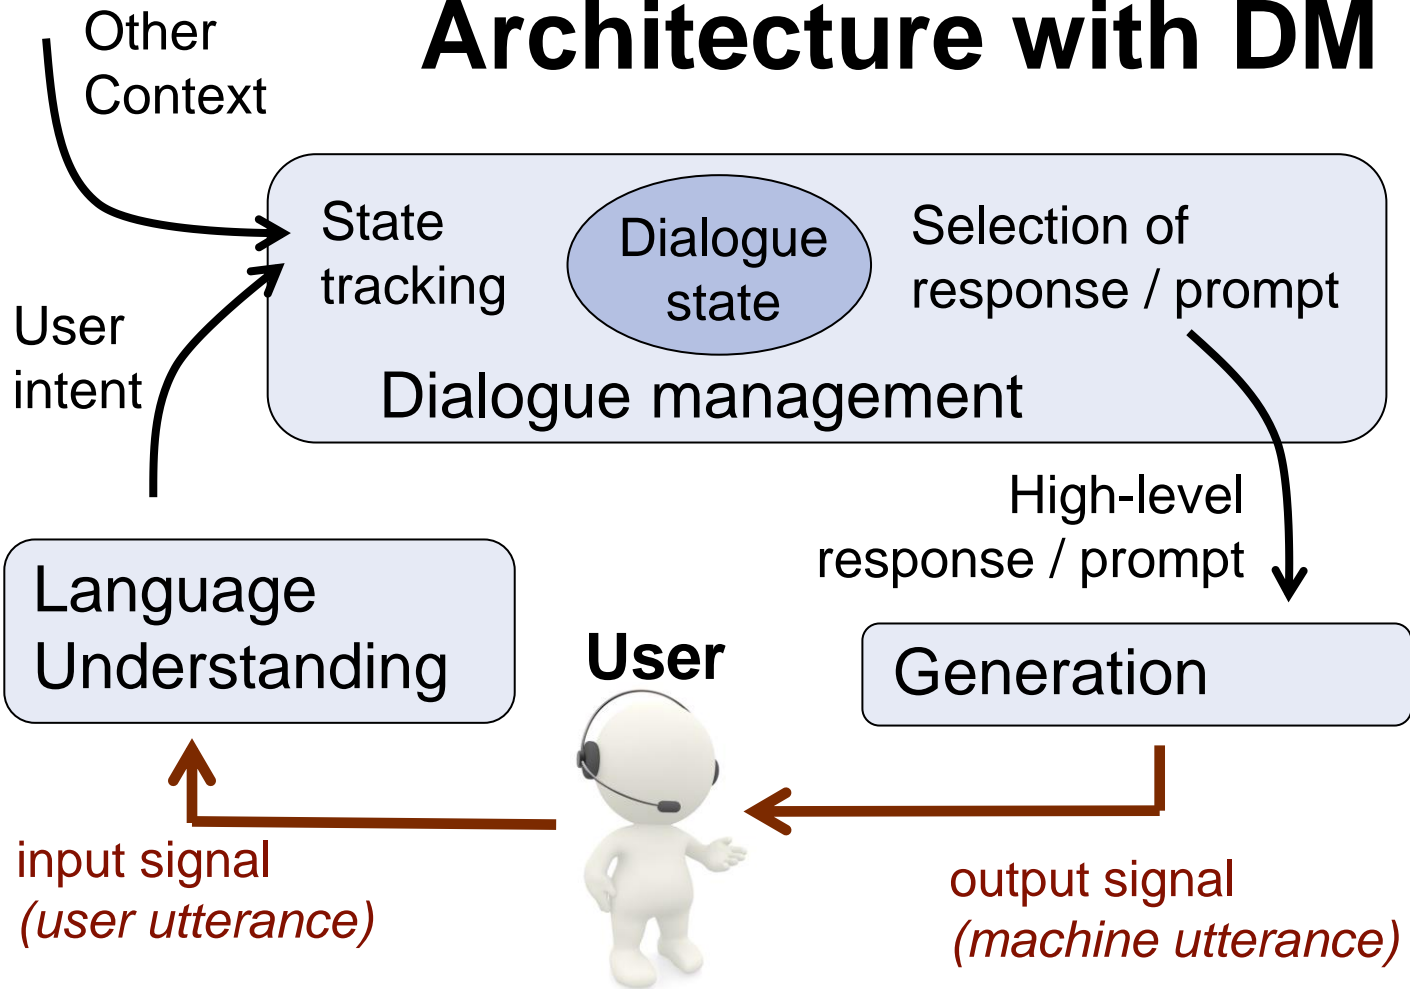 Architecture with DM
Other
Context
State
tracking
Dialogue
state
Selection of
response / prompt
Dialogue management
User
intent
High-level
response / prompt
Language
Understanding
User
Generation
input signal
(user utterance)
output signal
(machine utterance)